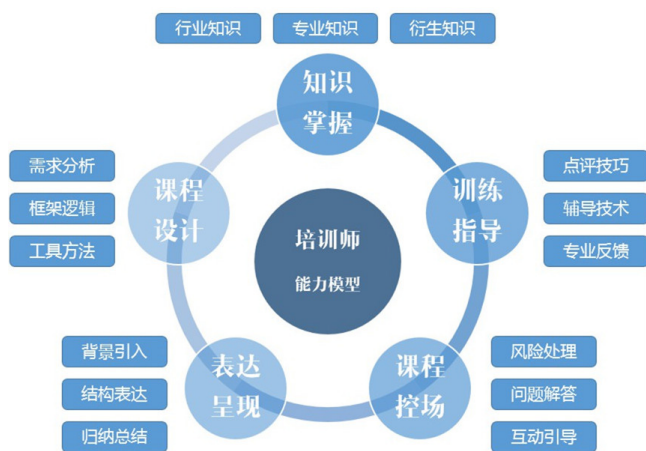 行业知识
专业知识
衍生知识
知识
掌握
需求分析
框架逻辑
工具方法
课程
设计
训练
指导
点评技巧
辅导技术
专业反馈
培训师
能力模型
背景引入
结构表达
归纳总结
表达
呈现
课程
控场
风险处理
问题解答
互动引导